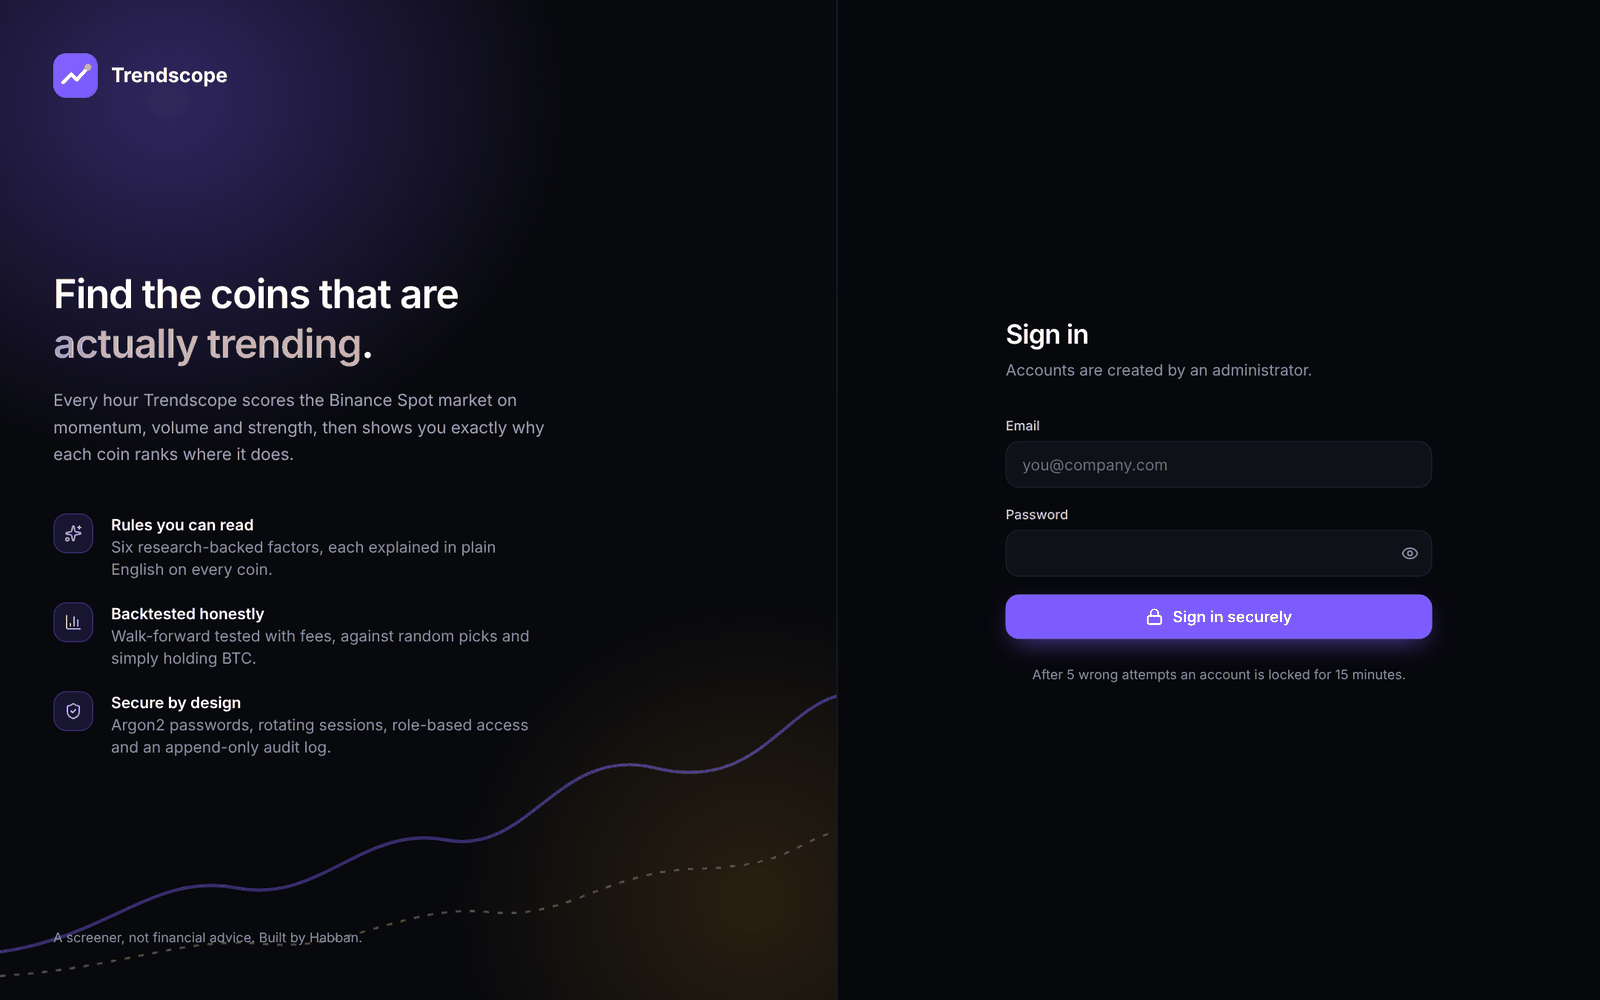 Trendscope
Find the coins that are
actually trending.
Every hour Trendscope scores the Binance Spot market on
momentum, volume and strength, then shows you exactly why
each coin ranks where it does.
Rules you can read
Six research-backed factors, each explained in plain
English on every coin.
Backtested honestly
Walk-forward tested with fees, against random picks and
simply holding BTC.
Secure by design
Argon2 passwords, rotating sessions, role-based access
and an append-only audit log.
A screener, not financial advice. Built by Habban.
Sign in
Accounts are created by an administrator.
Email
you@company.com
Password
Sign in securely
After 5 wrong attempts an account is locked for 15 minutes.